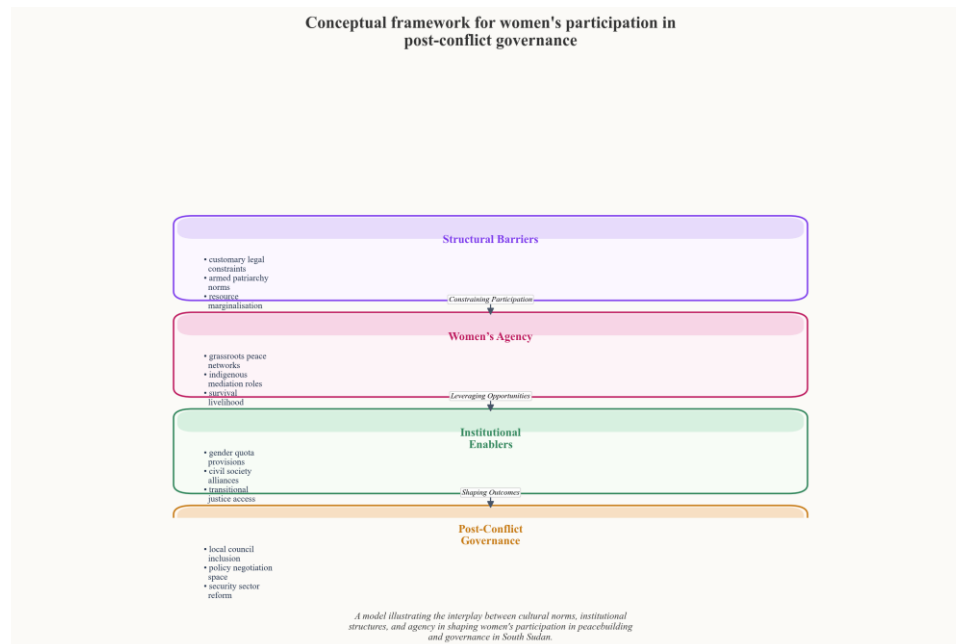 Conceptual framework for women's participation in
post-conflict governance
Structural Barriers
• customary legal
constraints
• armed patriarchy
norms
• resource
marginalisation
Constraining Participation
Women's Agency
• grassroots peace
networks
• indigenous
mediation roles
• survival
livelihood
Leveraging Opportunities
Institutional
Enablers
• gender quota
provisions
• civil society
alliances
• transitional
justice access
Shaping Outcomes
Post-Conflict
Governance
• local council
inclusion
• policy negotiation
space
• security sector
reform
A model illustrating the interplay between cultural norms, institutional
structures, and agency in shaping women's participation in peacebuilding
and governance in South Sudan.